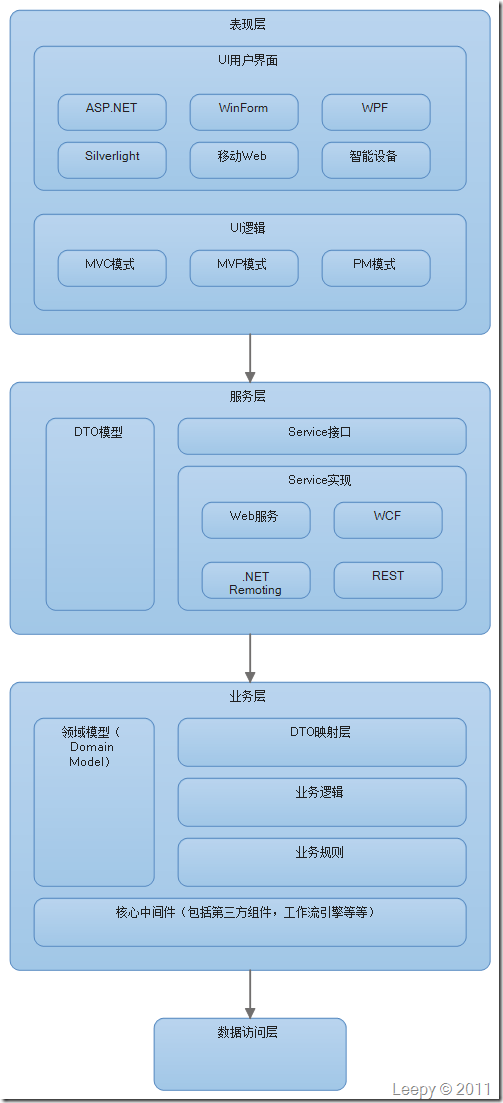 表现层
UI用户界面
ASP.NET
WinForm
WPF
Silverlight
移动Web
智能设备
UI逻辑
MVC模式
MVP模式
PM模式
服务层
DTO模型
Service接口
Service实现
Web服务
WCF
.NET
Remoting
REST
业务层
领域模型（
Domain
Model）
DTO映射层
业务逻辑
业务规则
核心中间件（包括第三方组件，工作流引擎等等）
数据访问层
Leepy © 2011